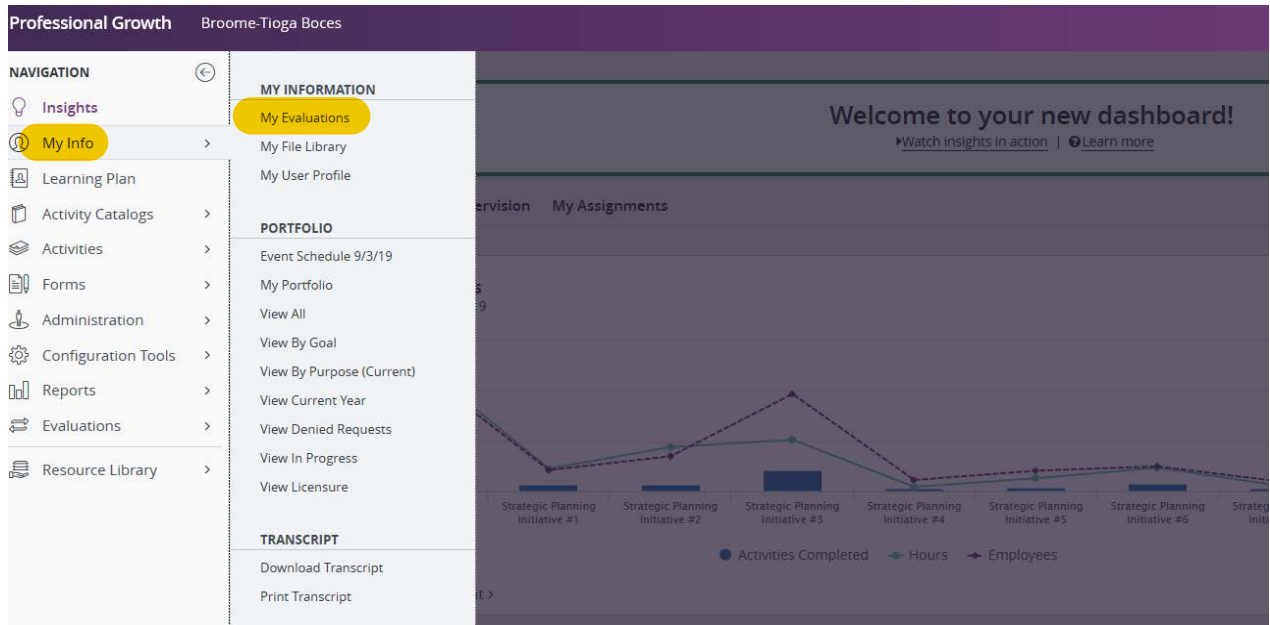 Professional Growth Broome-Tioga Boces
NAVIGATION
Insights
My Info
Learning Plan
Activity Catalogs
Activities
Forms
Administration
Configuration Tools
Reports
Evaluations
Resource Library
MY INFORMATION
My Evaluations
My File Library
My User Profile
PORTFOLIO
Event Schedule 9/3/19
My Portfolio
View All
View By Goal
View By Purpose (Current)
View Current Year
View Denied Requests
View In Progress
View Licensure
TRANSCRIPT
Download Transcript
Print Transcript
Welcome to your new dashboard!
Watch insights in action | Learn more
My Assignments
Strategic Planning
Initiative #1
Strategic Planning
Initiative #2
Strategic Planning
Initiative #3
Strategic Planning
Initiative #4
Strategic Planning
Initiative #5
Strategic Planning
Initiative #6
Activities Completed Hours Employees